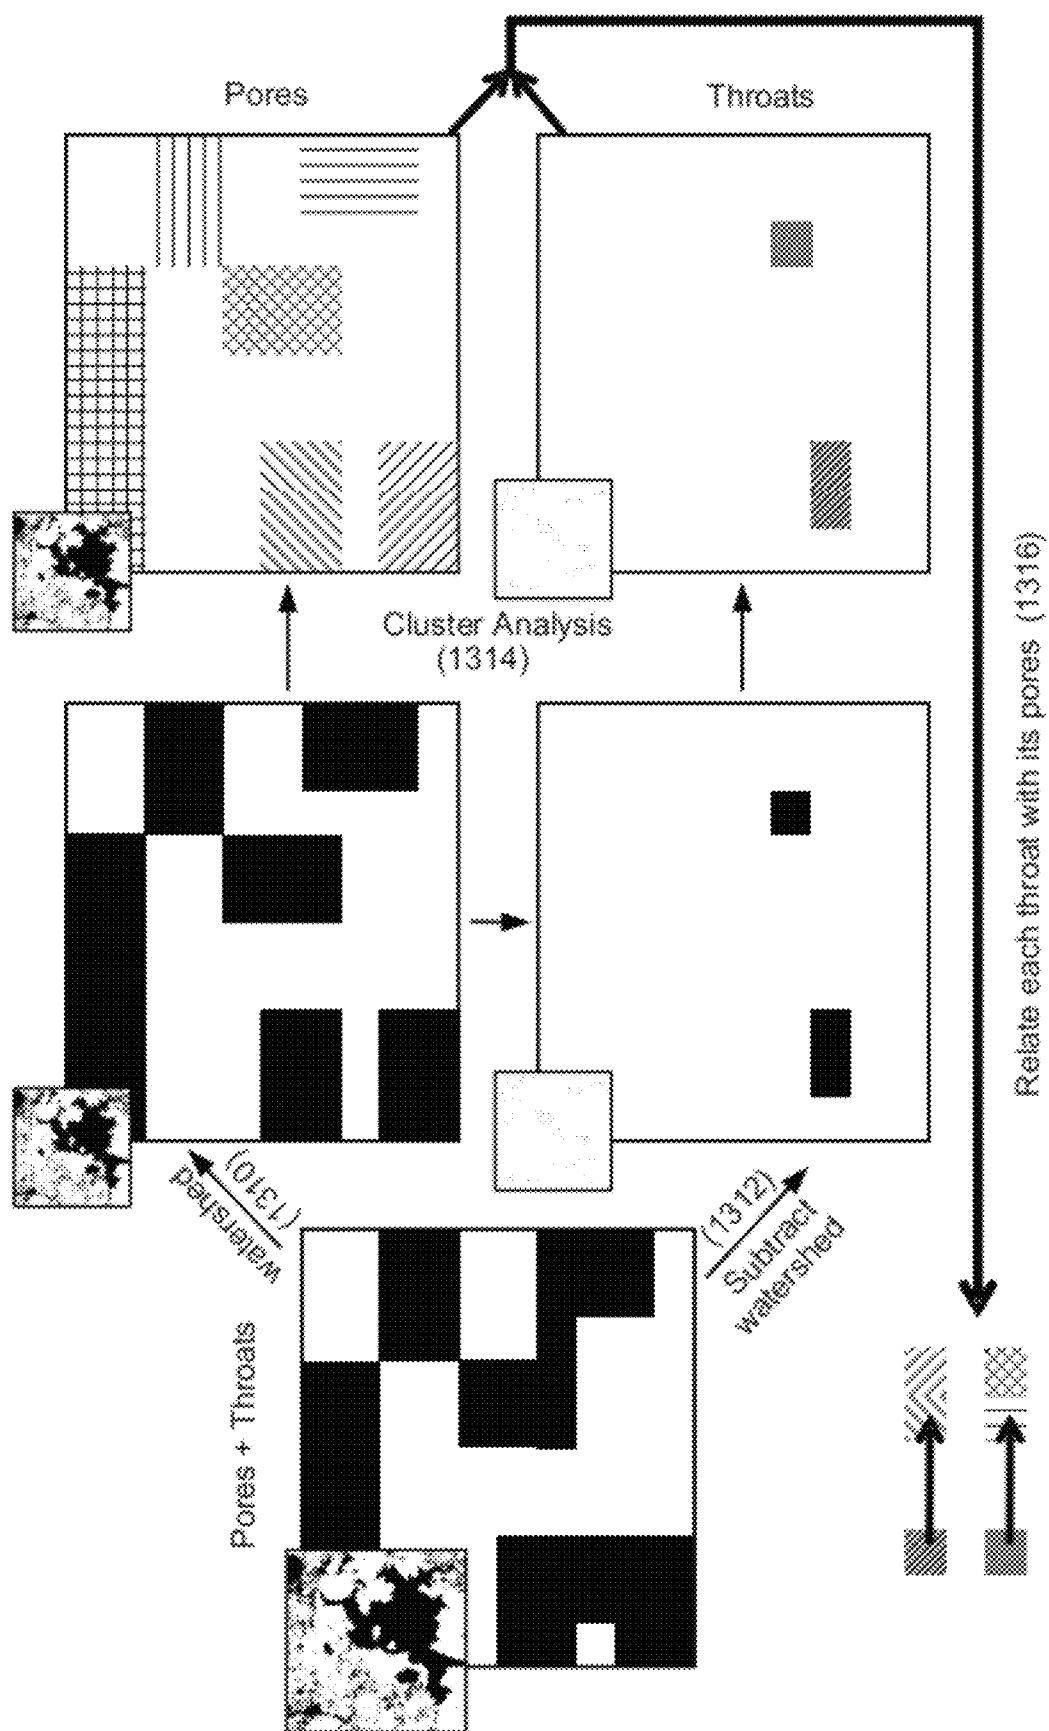 Pores
Throats
Cluster Analysis
(1314)
Relate each throat with its pores (1316)
watershed
(1310)
(1312)
Subtract
watershed
Pores + Throats